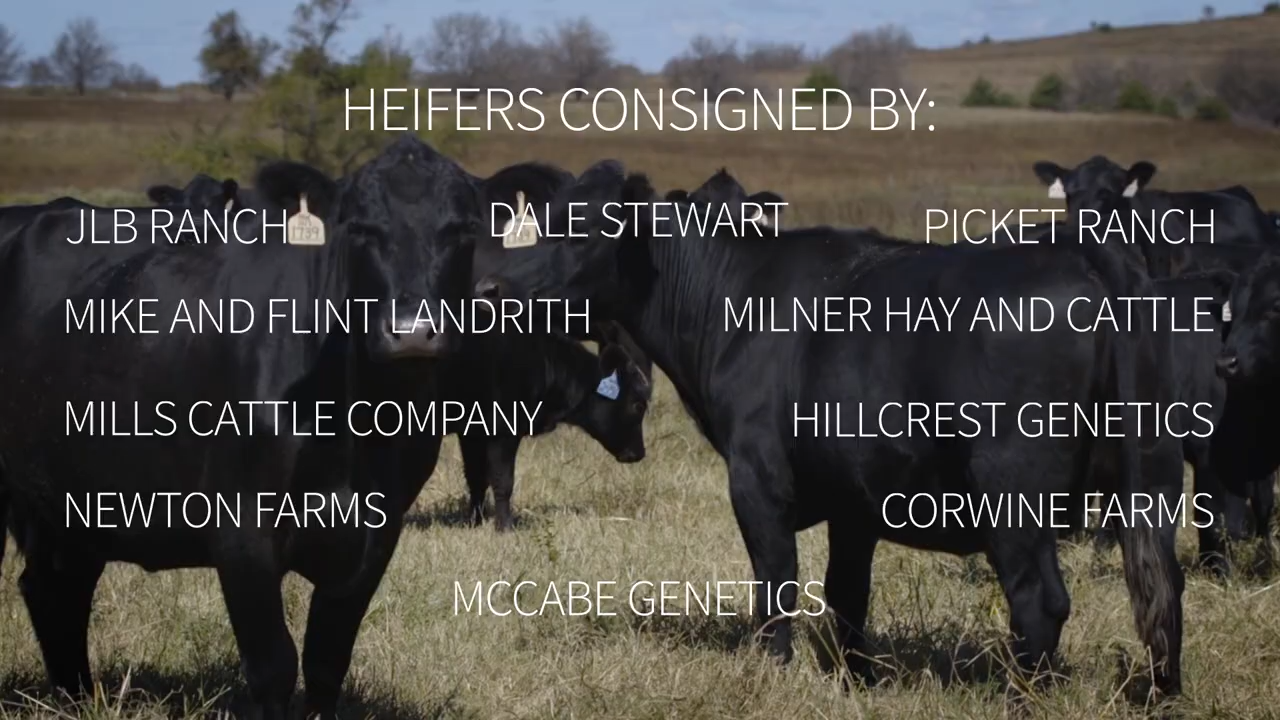 HEIFERS CONSIGNED BY:
JLB RANCH
DALE STEWART
PICKET RANCH
MIKE AND FLINT LANDRITH
MILNER HAY AND CATTLE
MILLS CATTLE COMPANY
HILLCREST GENETICS
NEWTON FARMS
CORWINE FARMS
MCCABE GENETICS